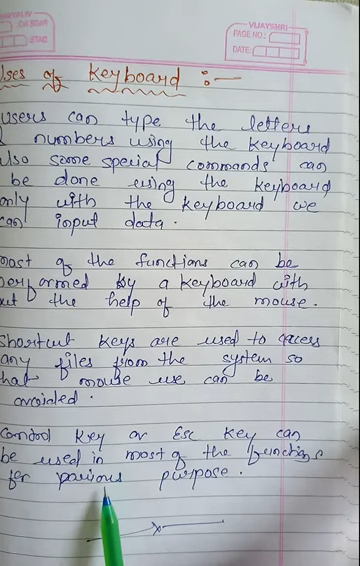 VIJAYSHRI
PAGE NO.:
DATE:
uses of Keyboard :-
users can type the letters
& numbers using the keyboard
also some special commands can
be done using the keyboard
only with the keyboard we
can input data.
most of the functions can be
performed by a keyboard with
out the help of the mouse.
Shortcut keys are used to access
any files from the system so
that mouse use can be
avoided.
Control key or Esc key can
be used in most of the functions
for parious purpose.